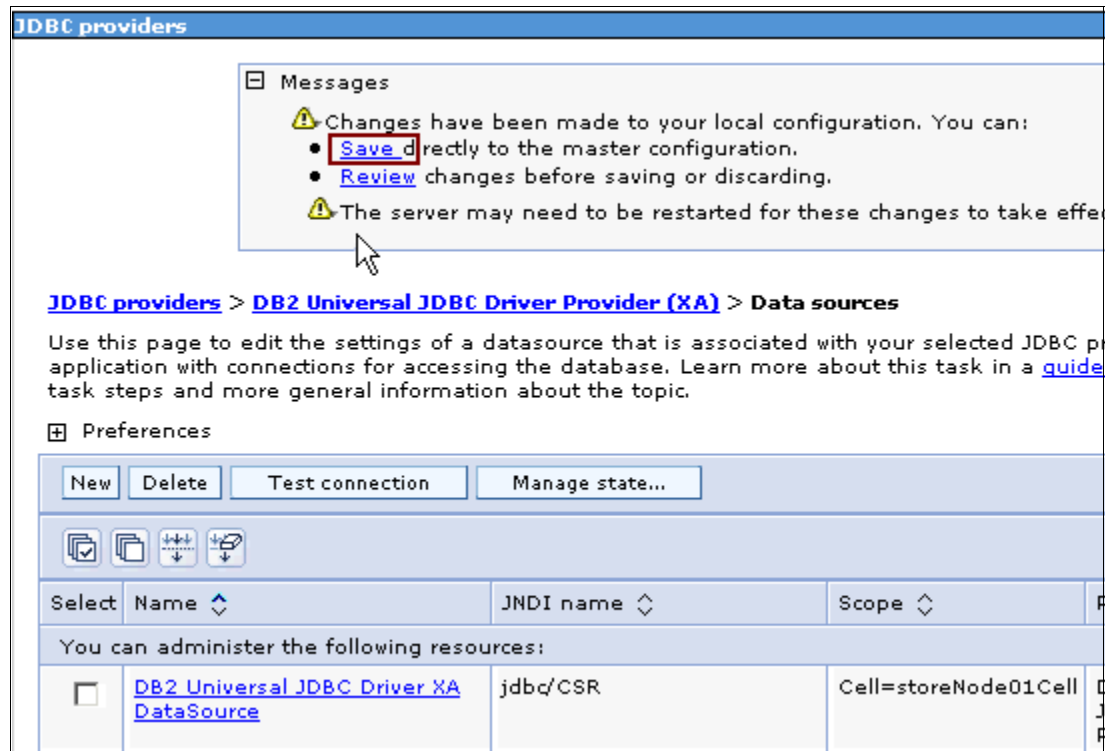 JDBC providers
Messages
Changes have been made to your local configuration. You can:
Save directly to the master configuration.
Review changes before saving or discarding.
The server may need to be restarted for these changes to take
JDBC providers > DB2 Universal JDBC Driver Provider (XA) > Data sources
Use this page to edit the settings of a datasource that is associated with your selected JDBC
application with connections for accessing the database. Learn more about this task in a guide
task steps and more general information about the topic.
Preferences
New Delete Test connection Manage state...
Select Name JNDI name Scope
You can administer the following resources:
DB2 Universal JDBC Driver XA jdbc/CSR Cell=storeNode01Cell
DataSource